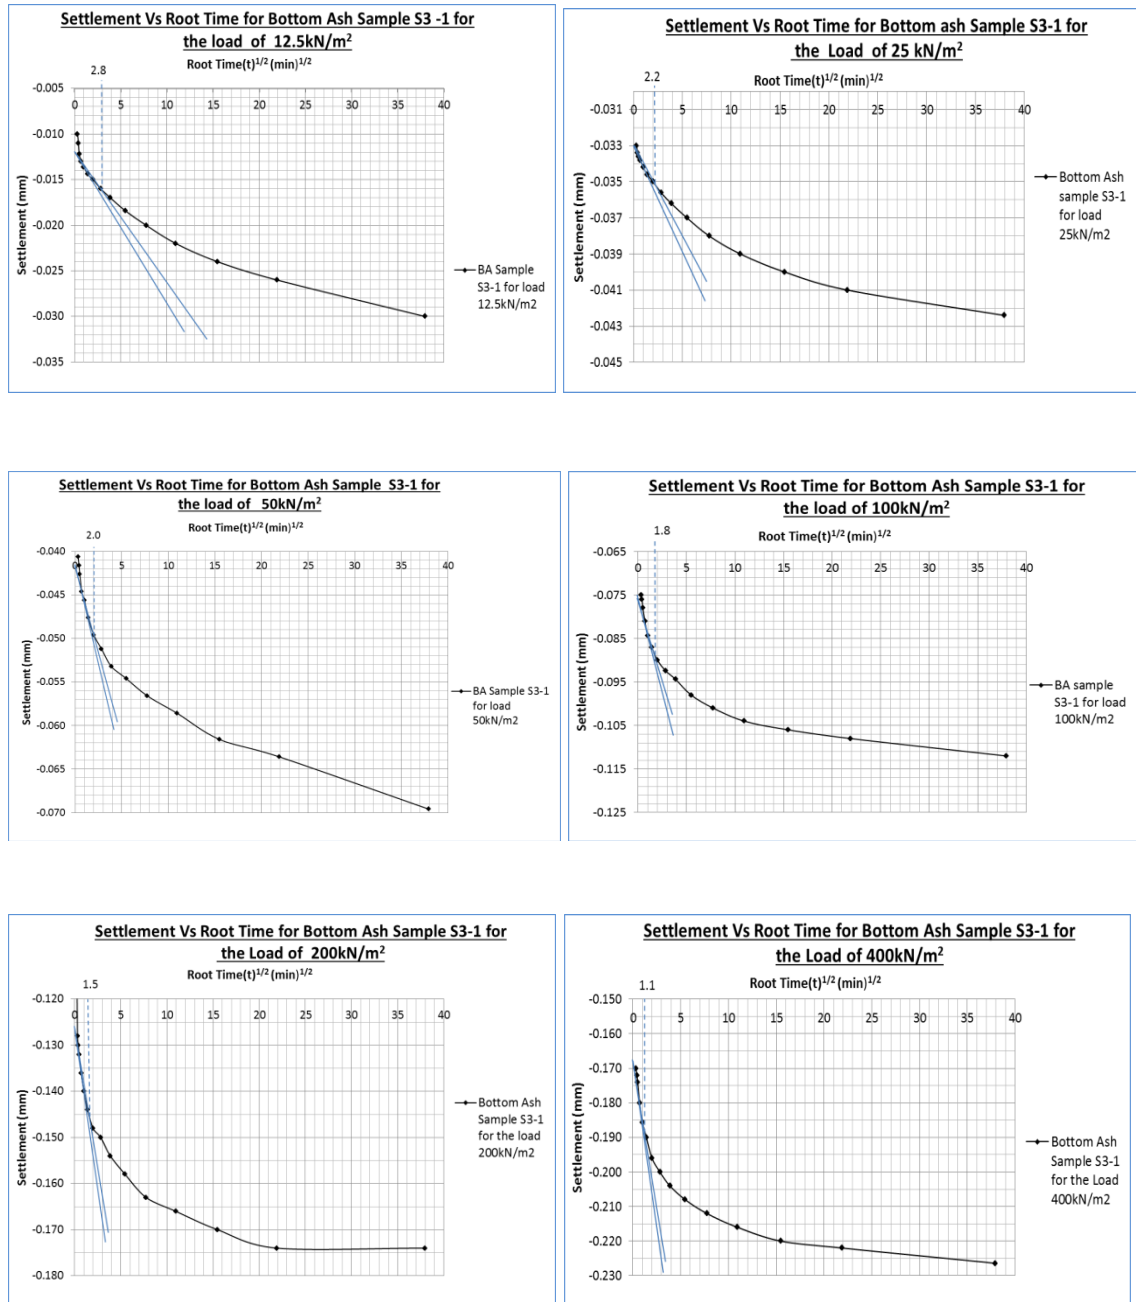 Settlement Vs Root Time for Bottom Ash Sample S3 -1 for
the load of 12.5kN/m²
Root Time(t)^1/2 (min)^1/2
2.8
-0.005
0 5 10 15 20 25 30 35 40
-0.010
-0.015
-0.020
-0.025
-0.030
-0.035
Settlement (mm)
BA Sample
S3-1 for load
12.5kN/m2
Settlement Vs Root Time for Bottom ash Sample S3-1 for
the Load of 25 kN/m²
Root Time(t)^1/2 (min)^1/2
2.2
0 5 10 15 20 25 30 35 40
-0.031
-0.033
-0.035
-0.037
-0.039
-0.041
-0.043
-0.045
Settlement (mm)
Bottom Ash
sample S3-1
for load
25kN/m2
Settlement Vs Root Time for Bottom Ash Sample S3-1 for
the load of 50kN/m²
Root Time(t)^1/2 (min)^1/2
2.0
-0.040
0 5 10 15 20 25 30 35 40
-0.045
-0.050
-0.055
-0.060
-0.065
-0.070
Settlement (mm)
BA Sample S3-1
for load
50kN/m2
Settlement Vs Root Time for Bottom Ash Sample S3-1 for
the load of 100kN/m²
Root Time(t)^1/2 (min)^1/2
1.8
-0.065
0 5 10 15 20 25 30 35 40
-0.075
-0.085
-0.095
-0.105
-0.115
-0.125
Settlement (mm)
BA sample
S3-1 for load
100kN/m2
Settlement Vs Root Time for Bottom Ash Sample S3-1 for
the Load of 200kN/m²
Root Time(t)^1/2 (min)^1/2
1.5
-0.120
0 5 10 15 20 25 30 35 40
-0.130
-0.140
-0.150
-0.160
-0.170
-0.180
Settlement (mm)
Bottom Ash
Sample S3-1
for the load
200kN/m2
Settlement Vs Root Time for Bottom Ash Sample S3-1 for
the Load of 400kN/m²
Root Time(t)^1/2 (min)^1/2
1.1
-0.150
0 5 10 15 20 25 30 35 40
-0.160
-0.170
-0.180
-0.190
-0.200
-0.210
-0.220
-0.230
Settlement (mm)
Bottom Ash
Sample S3-1
for the Load
400kN/m2